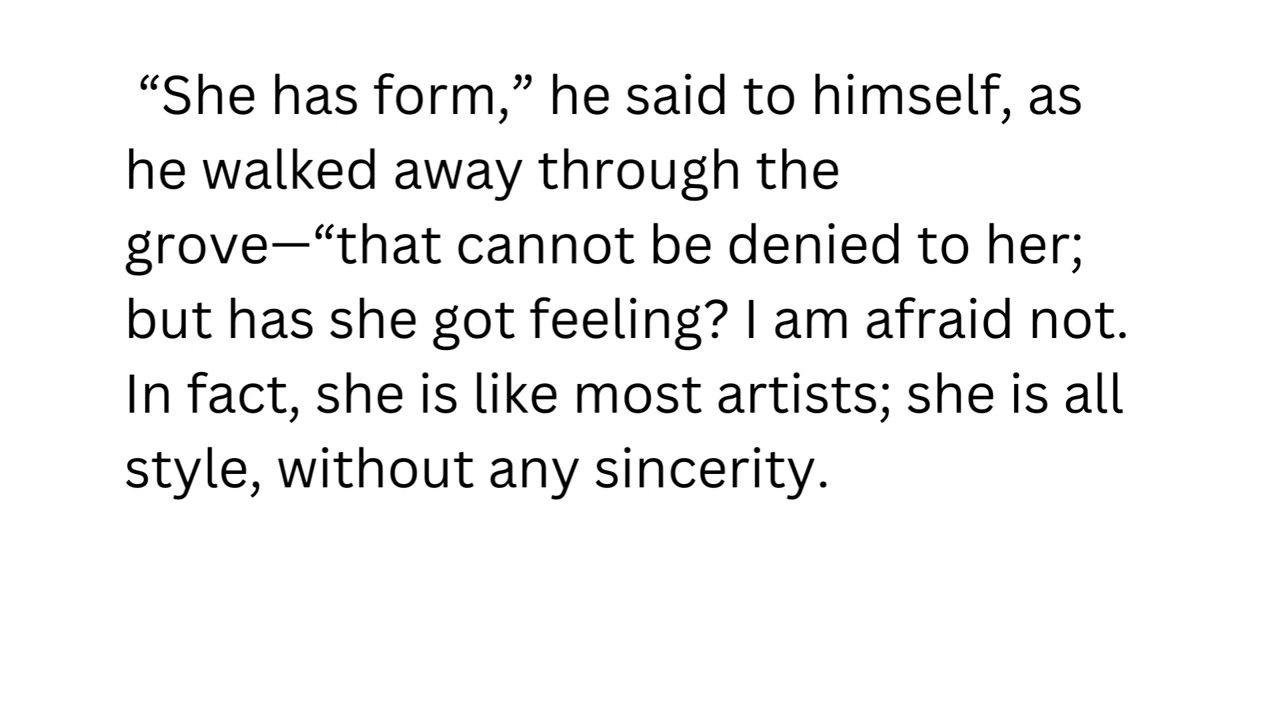 “She has form,” he said to himself, as
he walked away through the
grove—“that cannot be denied to her;
but has she got feeling? I am afraid not.
In fact, she is like most artists; she is all
style, without any sincerity.